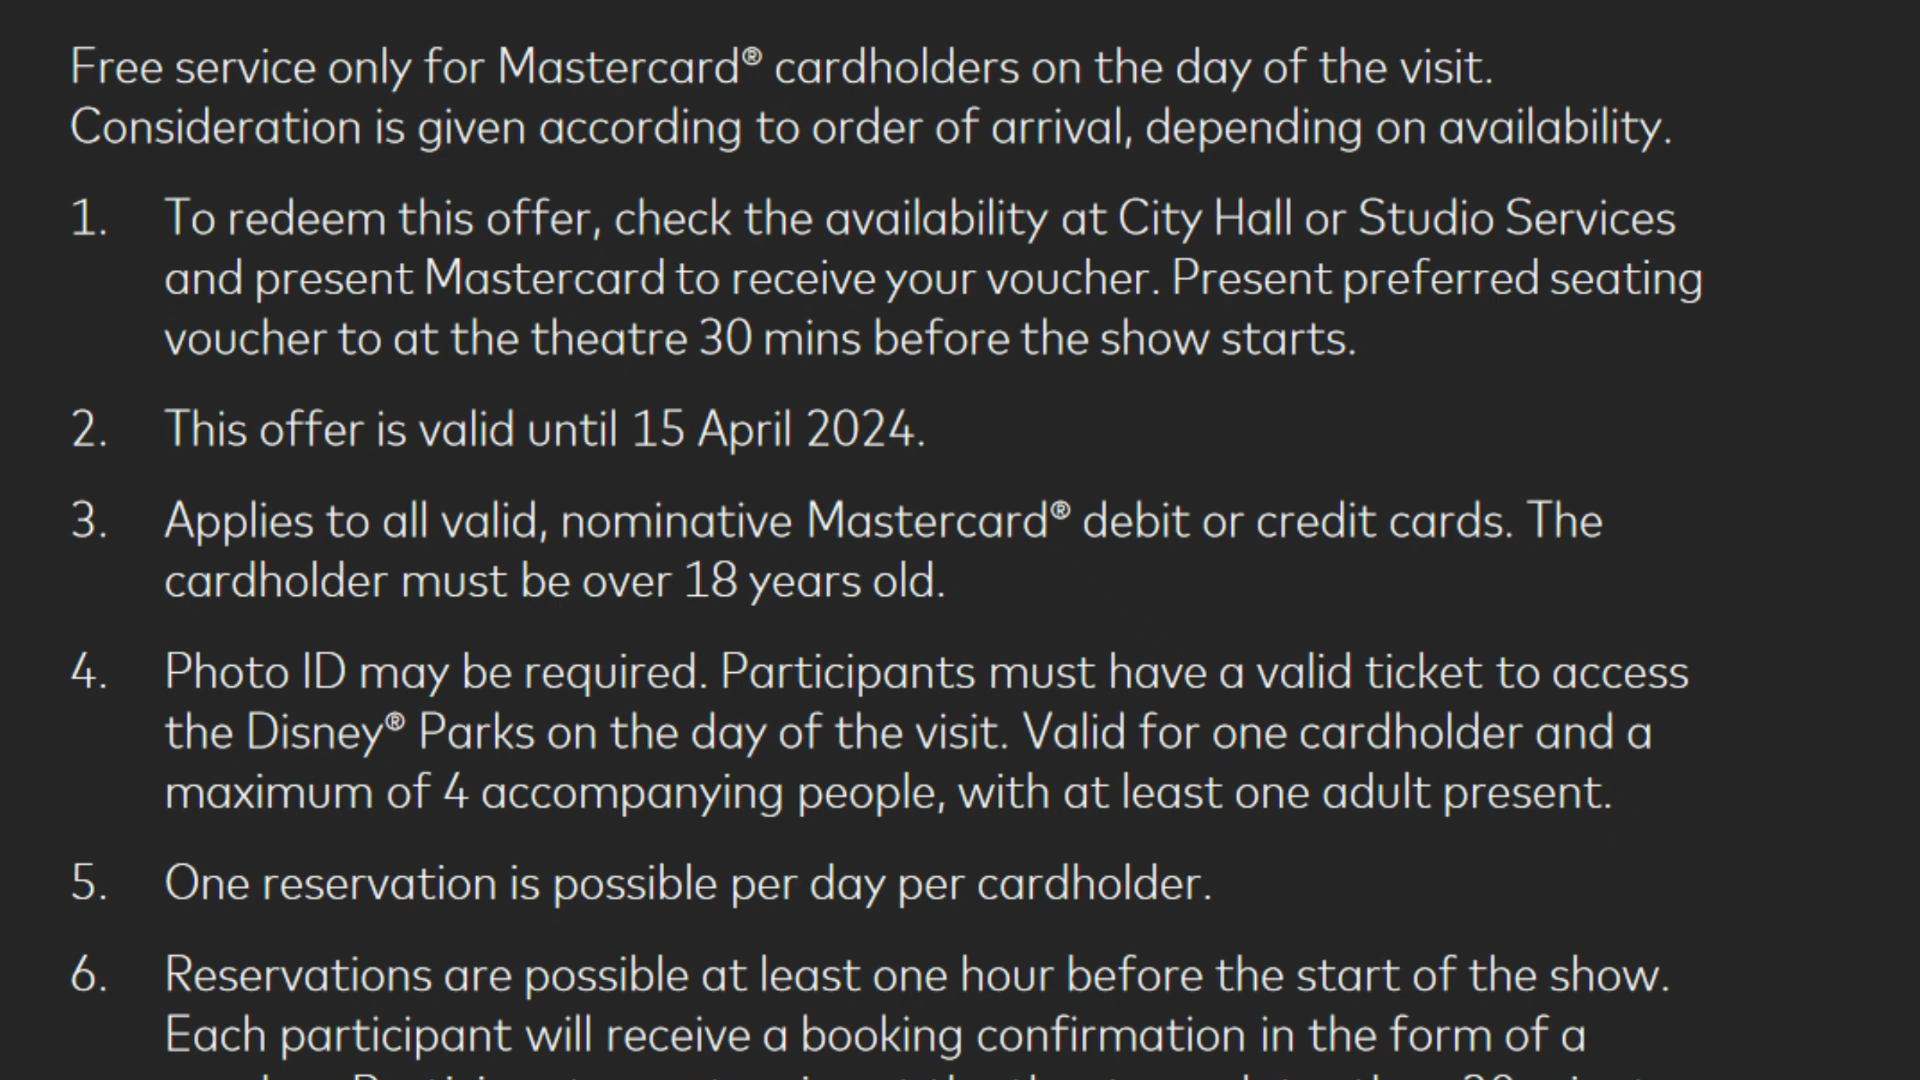 Free service only for Mastercard® cardholders on the day of the visit.
Consideration is given according to order of arrival, depending on availability.
1. To redeem this offer, check the availability at City Hall or Studio Services
and present Mastercard to receive your voucher. Present preferred seating
voucher to at the theatre 30 mins before the show starts.
2. This offer is valid until 15 April 2024.
3. Applies to all valid, nominative Mastercard® debit or credit cards. The
cardholder must be over 18 years old.
4. Photo ID may be required. Participants must have a valid ticket to access
the Disney® Parks on the day of the visit. Valid for one cardholder and a
maximum of 4 accompanying people, with at least one adult present.
5. One reservation is possible per day per cardholder.
6. Reservations are possible at least one hour before the start of the show.
Each participant will receive a booking confirmation in the form of a